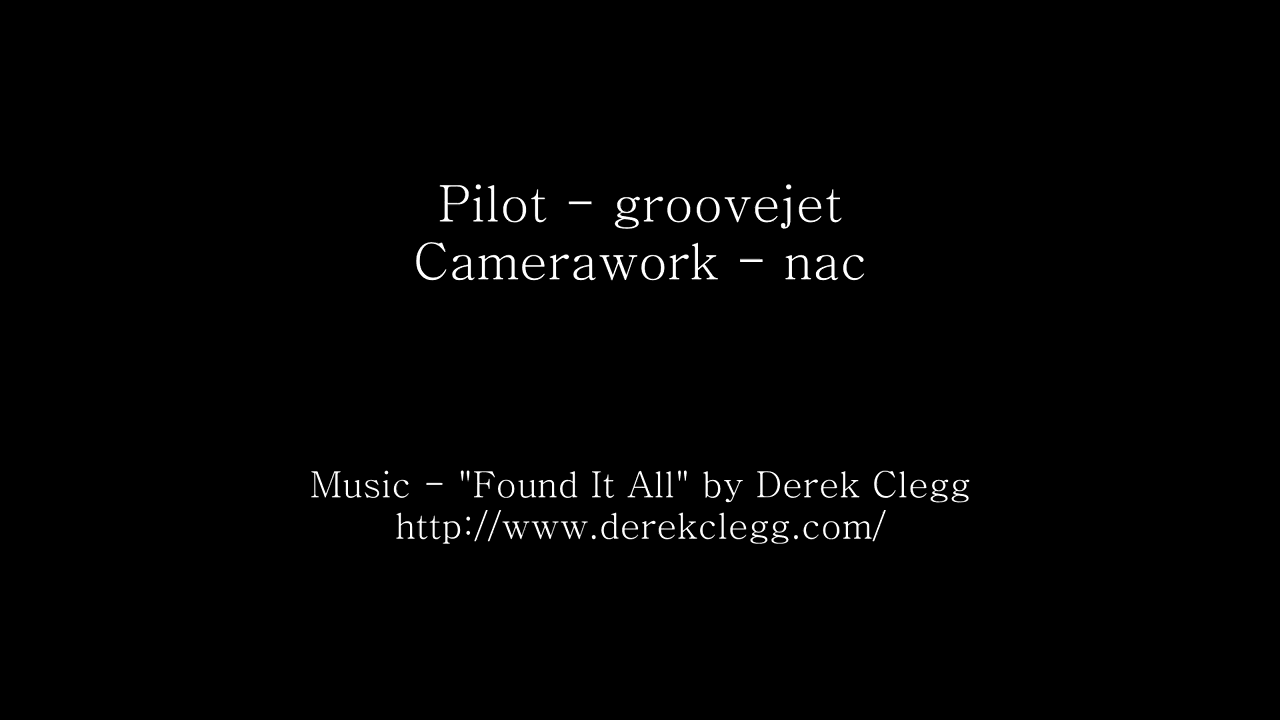 Pilot - groovejet
Camerawork - nac
Music - "Found It All" by Derek Clegg
http://www.derekclegg.com/